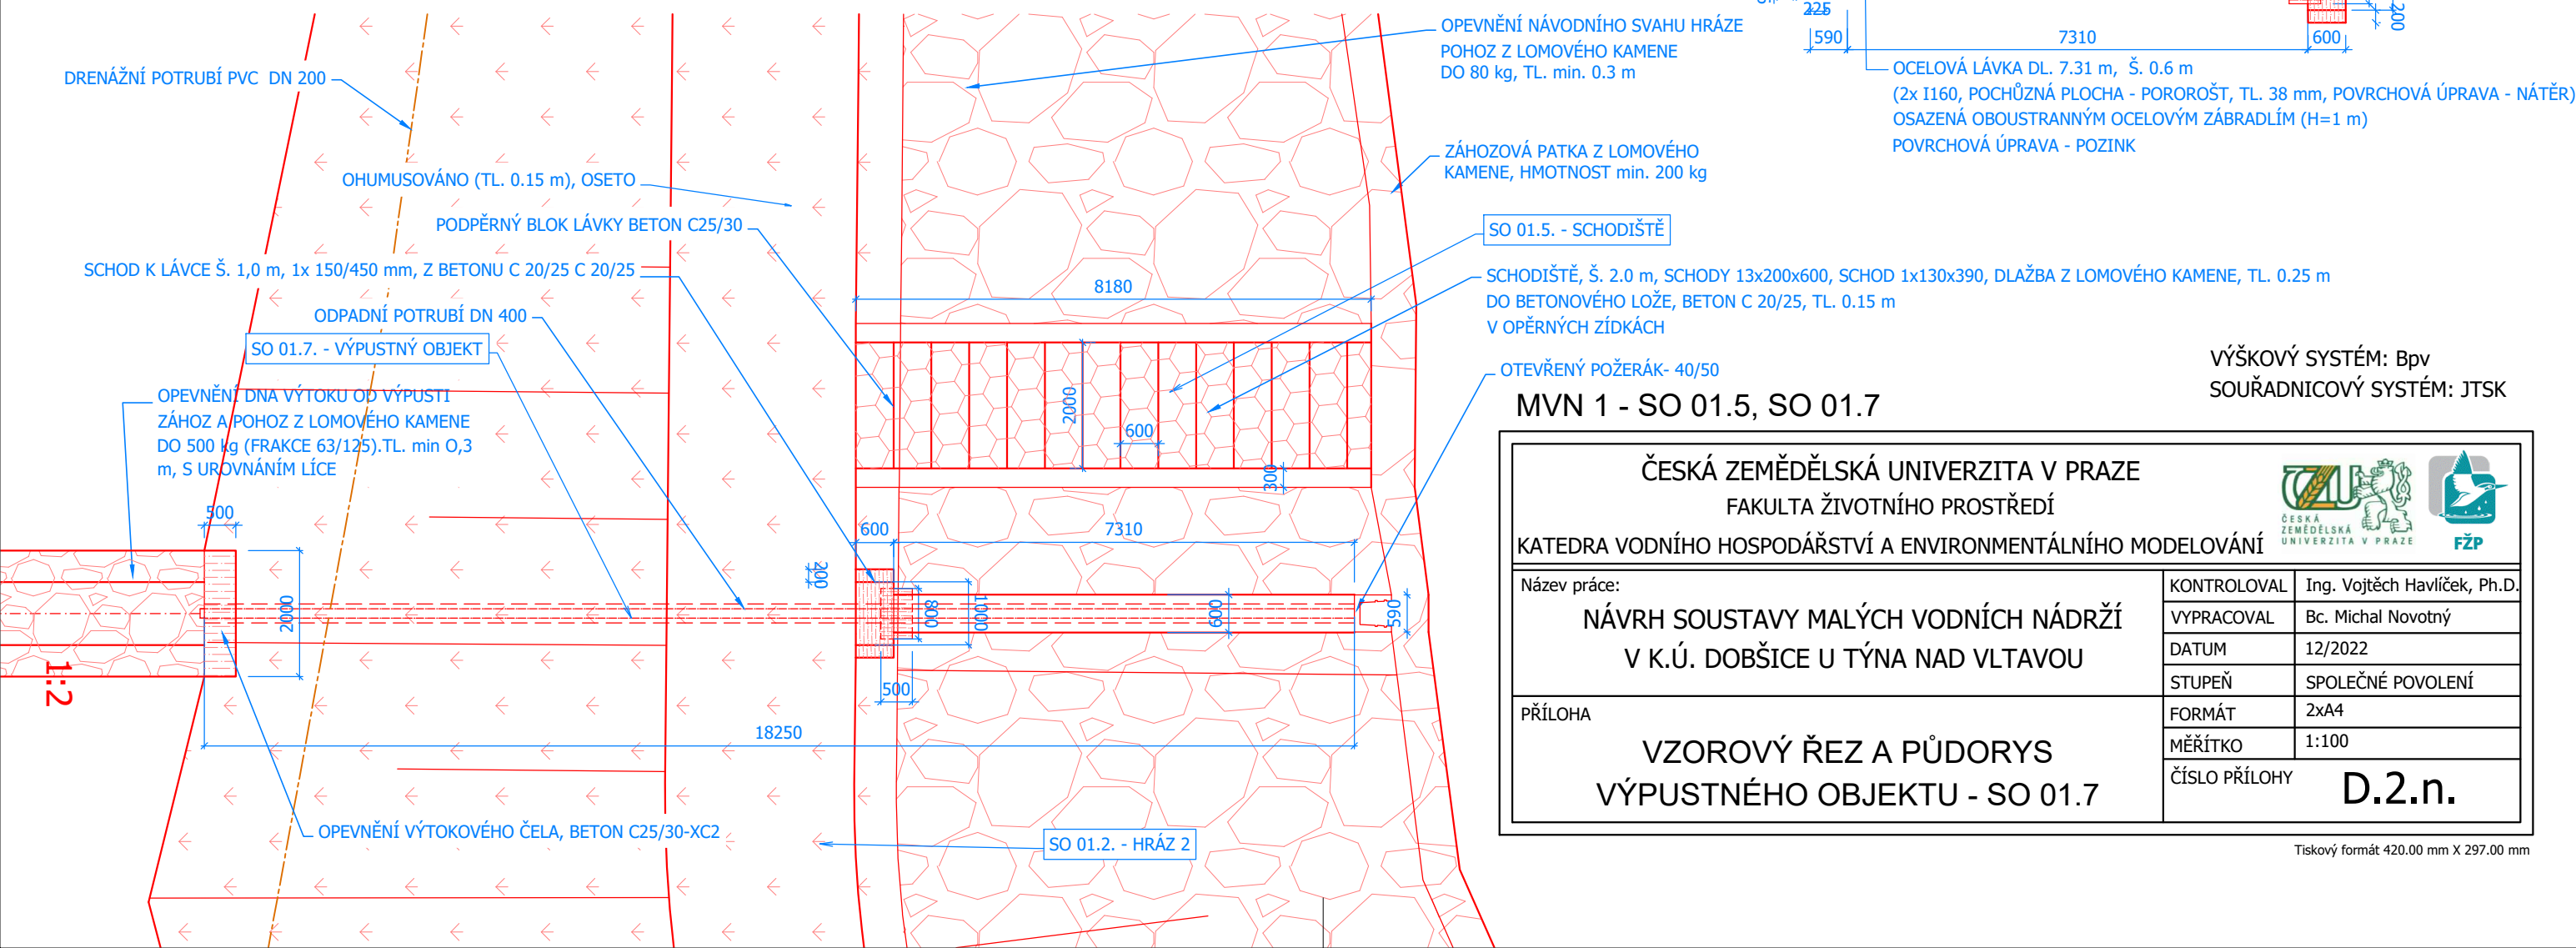 DRENÁŽNÍ POTRUBÍ PVC  DN 200
OHUMUSOVÁNO (TL. 0.15 m), OSETO
PODPĚRNÝ BLOK LÁVKY BETON C25/30
SCHOD K LÁVCE Š. 1,0 m, 1x 150/450 mm, Z BETONU C 20/25 C 20/25
ODPADNÍ POTRUBÍ DN 400
SO 01.7. - VÝPUSTNÝ OBJEKT
OPEVNĚNÍ DNA VÝTOKU OD VÝPUSTI
ZÁHOZ A POHOZ Z LOMOVÉHO KAMENE
DO 500 kg (FRAKCE 63/125).TL. min O,3
m, S UROVNÁNÍM LÍCE
500
2000
1:2
18250
OPEVNĚNÍ VÝTOKOVÉHO ČELA, BETON C25/30-XC2
SO 01.2. - HRÁZ 2
8180
2000
600
300
600
7310
200
800
1000
600
590
500
OPEVNĚNÍ NÁVODNÍHO SVAHU HRÁZE
POHOZ Z LOMOVÉHO KAMENE
DO 80 kg, TL. min. 0.3 m
ZÁHOZOVÁ PATKA Z LOMOVÉHO
KAMENE, HMOTNOST min. 200 kg
SO 01.5. - SCHODIŠTĚ
SCHODIŠTĚ, Š. 2.0 m, SCHODY 13x200x600, SCHOD 1x130x390, DLAŽBA Z LOMOVÉHO KAMENE, TL. 0.25 m
DO BETONOVÉHO LOŽE, BETON C 20/25, TL. 0.15 m
V OPĚRNÝCH ZÍDKÁCH
OTEVŘENÝ POŽERÁK- 40/50
225
590
7310
600
200
OCELOVÁ LÁVKA DL. 7.31 m,  Š. 0.6 m
(2x I160, POCHŮZNÁ PLOCHA - POROROŠT, TL. 38 mm, POVRCHOVÁ ÚPRAVA - NÁTĚR)
OSAZENÁ OBOUSTRANNÝM OCELOVÝM ZÁBRADLÍM (H=1 m)
POVRCHOVÁ ÚPRAVA - POZINK
VÝŠKOVÝ SYSTÉM: Bpv
SOUŘADNICOVÝ SYSTÉM: JTSK
MVN 1 - SO 01.5, SO 01.7
ČESKÁ ZEMĚDĚLSKÁ UNIVERZITA V PRAZE
FAKULTA ŽIVOTNÍHO PROSTŘEDÍ
KATEDRA VODNÍHO HOSPODÁŘSTVÍ A ENVIRONMENTÁLNÍHO MODELOVÁNÍ
ČZU
ČESKÁ
ZEMĚDĚLSKÁ
UNIVERZITA V PRAZE
FŽP
Název práce:
NÁVRH SOUSTAVY MALÝCH VODNÍCH NÁDRŽÍ
V K.Ú. DOBŠICE U TÝNA NAD VLTAVOU
KONTROLOVAL Ing. Vojtěch Havlíček, Ph.D.
VYPRACOVAL Bc. Michal Novotný
DATUM 12/2022
STUPEŇ SPOLEČNÉ POVOLENÍ
PŘÍLOHA
VZOROVÝ ŘEZ A PŮDORYS
VÝPUSTNÉHO OBJEKTU - SO 01.7
FORMÁT 2xA4
MĚŘÍTKO 1:100
ČÍSLO PŘÍLOHY D.2.n.
Tiskový formát 420.00 mm X 297.00 mm